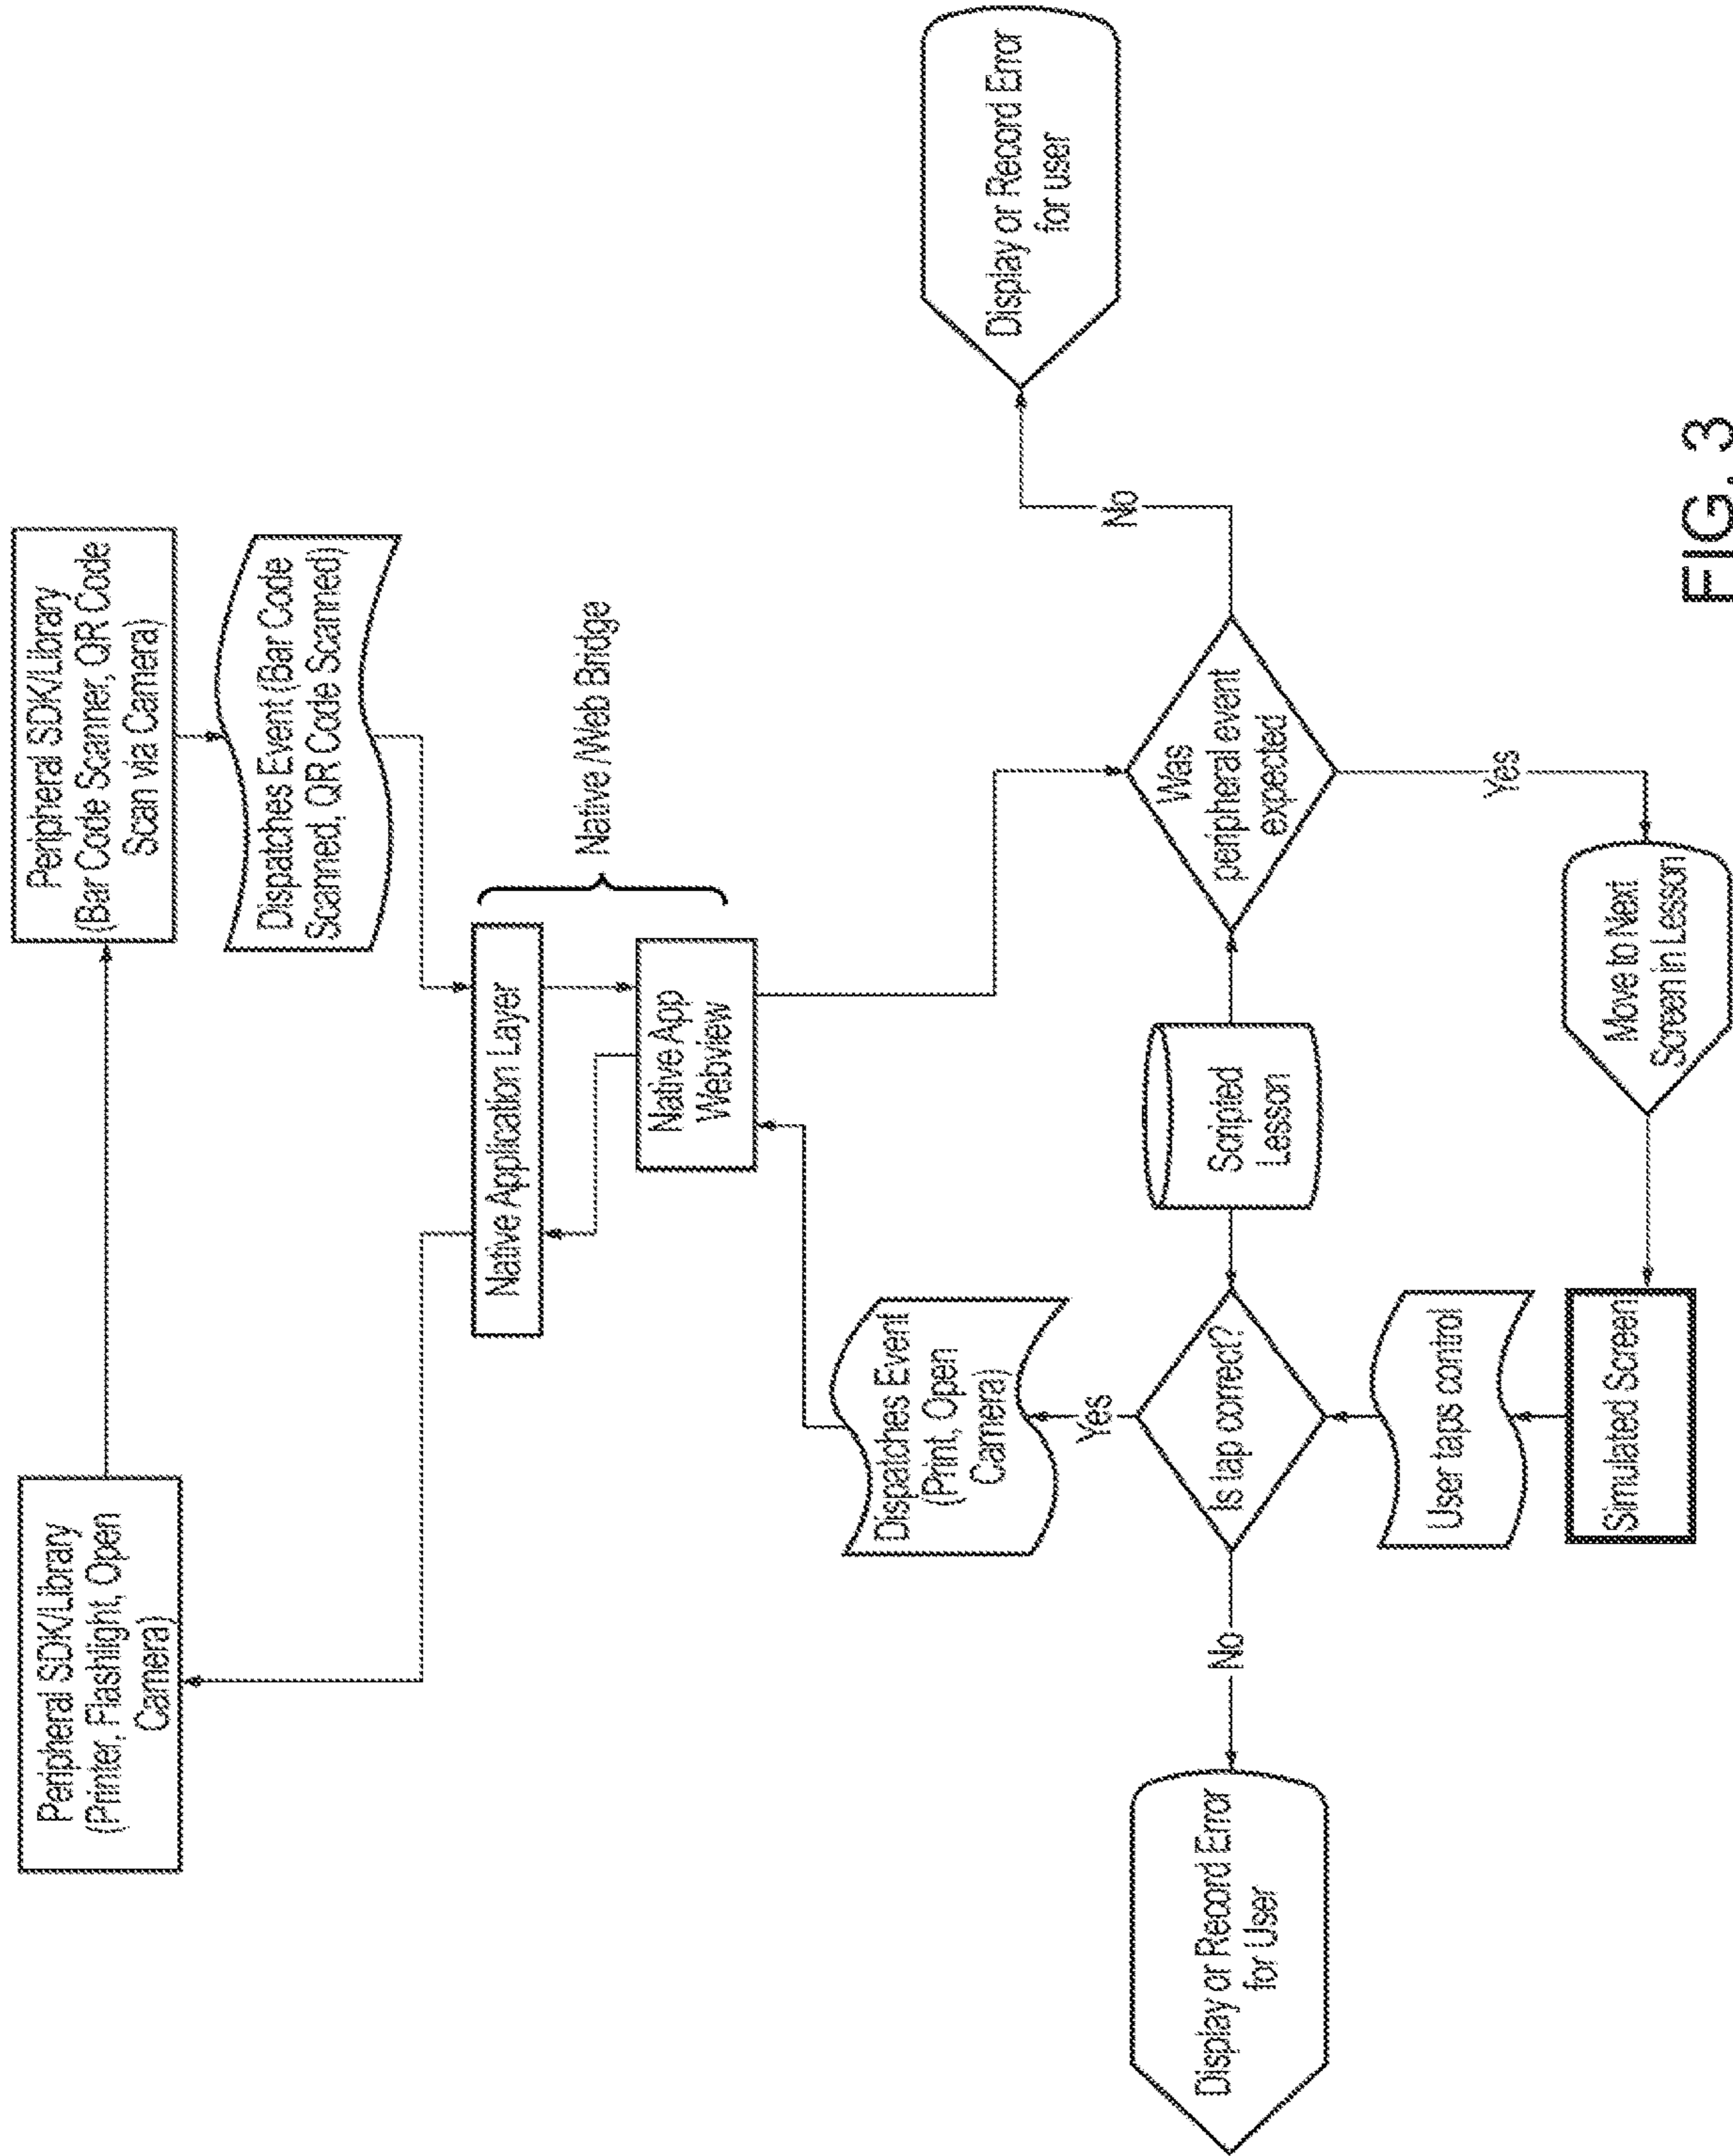 Peripheral SDK/Library
(Printer, Flashlight, Open
Camera)
Peripheral SDK/Library
(Bar Code Scanner, QR Code
Scan via Camera)
Dispatches Event (Bar Code
Scanned, QR Code Scanned)
Native Application Layer
Native /Web Bridge
Native App
Webview
Dispatches Event
(Print, Open
Camera)
Yes
Display or Record Error
for User
No
Is tap correct?
Scripted
Lesson
Was
peripheral event
expected
No
Display or Record Error
for user
User taps control
Yes
Simulated Screen
Move to Next
Screen in Lesson
FIG. 3